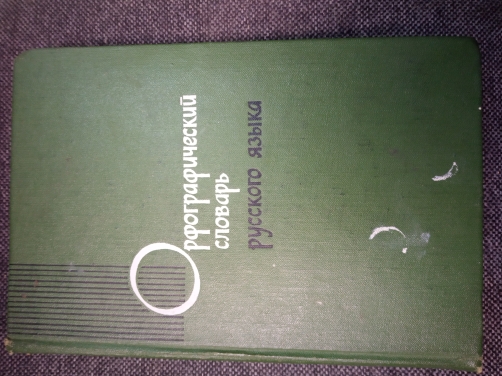 Орфографический
словарь
русского языка